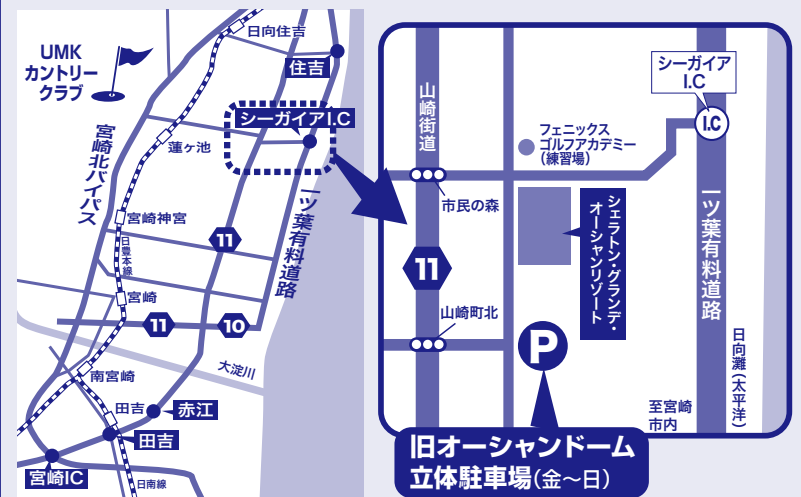 UMK
カントリー
クラブ
日向住吉
住吉
シーガイアI.C
宮崎北バイパス
蓮ヶ池
一ツ葉有料道路
宮崎神宮
日豊本線
11
宮崎
11
10
大淀川
南宮崎
田吉
赤江
田吉
宮崎IC
日南線
山崎街道
シーガイア
I.C
I.C
フェニックス
ゴルフアカデミー
(練習場)
市民の森
シェラトン・グランデ・
オーシャンリゾート
一ツ葉有料道路
11
山崎町北
P
日向灘(太平洋)
至宮崎
市内
旧オーシャンドーム
立体駐車場(金～日)